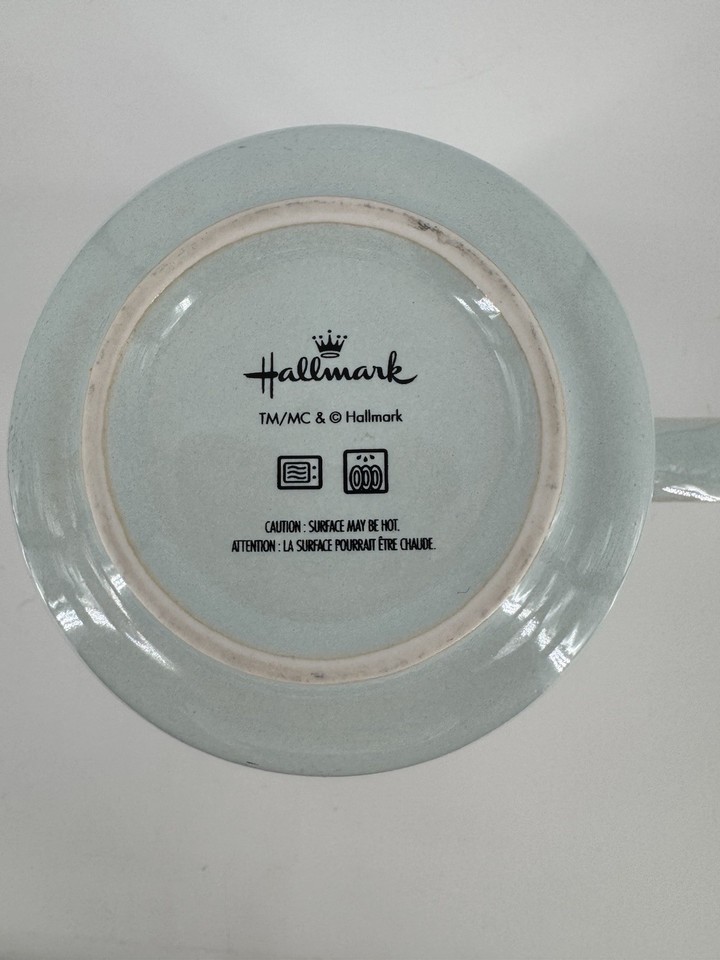 Hallmark
TM/MC & © Hallmark
CAUTION : SURFACE MAY BE HOT.
ATTENTION : LA SURFACE POURRAIT ÊTRE CHAUDE.